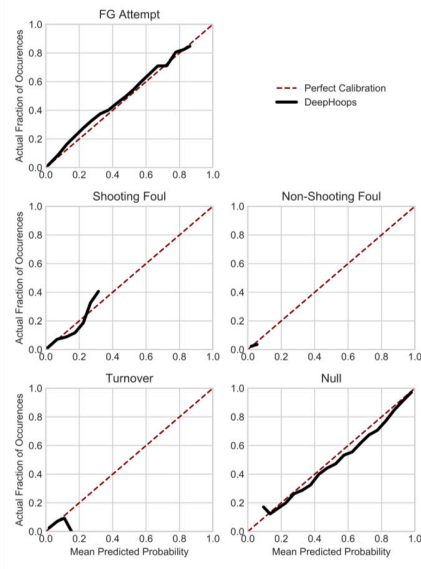 FG Attempt
Actual Fraction of Occurences
1.0
0.8
0.6
0.4
0.2
0.0
0.0 0.2 0.4 0.6 0.8 1.0
Perfect Calibration
DeepHoops
Shooting Foul
Actual Fraction of Occurences
1.0
0.8
0.6
0.4
0.2
0.0
0.0 0.2 0.4 0.6 0.8 1.0
Non-Shooting Foul
1.0
0.8
0.6
0.4
0.2
0.0
0.0 0.2 0.4 0.6 0.8 1.0
Turnover
Actual Fraction of Occurences
1.0
0.8
0.6
0.4
0.2
0.0
0.0 0.2 0.4 0.6 0.8 1.0
Mean Predicted Probability
Null
1.0
0.8
0.6
0.4
0.2
0.0
0.0 0.2 0.4 0.6 0.8 1.0
Mean Predicted Probability